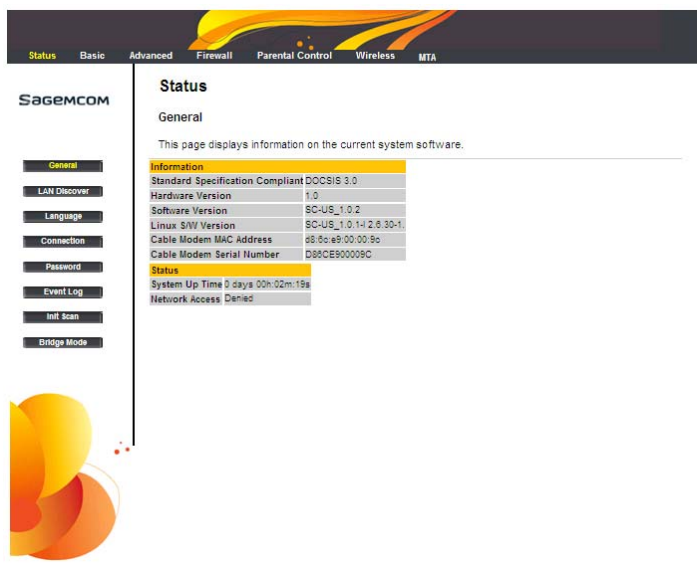 Status Basic Advanced Firewall Parental Control Wireless MTA
SAGEMCOM
Status
General
This page displays information on the current system software.
General
LAN Discover
Language
Connection
Password
Event Log
Init Scan
Bridge Mode
Information
Standard Specification Compliant DOCSIS 3.0
Hardware Version 1.0
Software Version SC-US_1.0.2
Linux S/W Version SC-US_1.0.1-I 2.6.30-1.
Cable Modem MAC Address d8:6c:e9:00:00:9c
Cable Modem Serial Number D86CE900009C
Status
System Up Time 0 days 00h:02m:19s
Network Access Denied